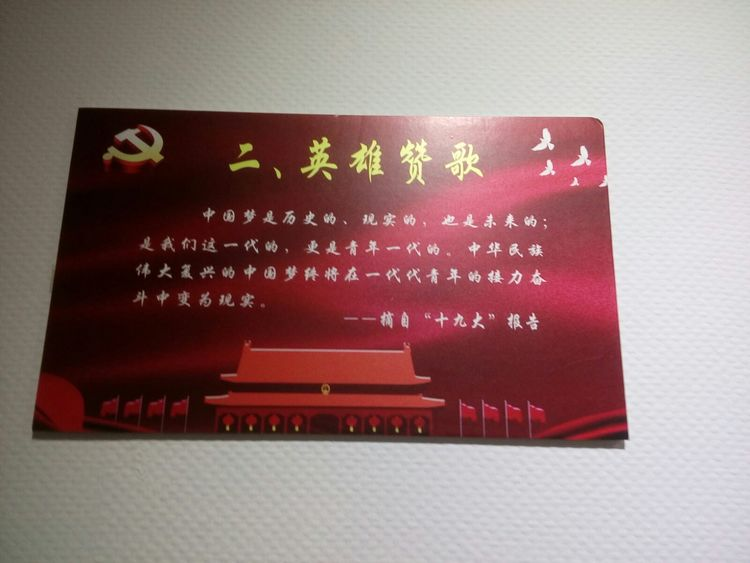 二、英雄赞歌
中国梦是历史的、现实的，也是未来的；
是我们这一代的，更是青年一代的。中华民族
伟大复兴的中国梦终将在一代代青年的接力奋
斗中变为现实。
——摘自“十九大”报告